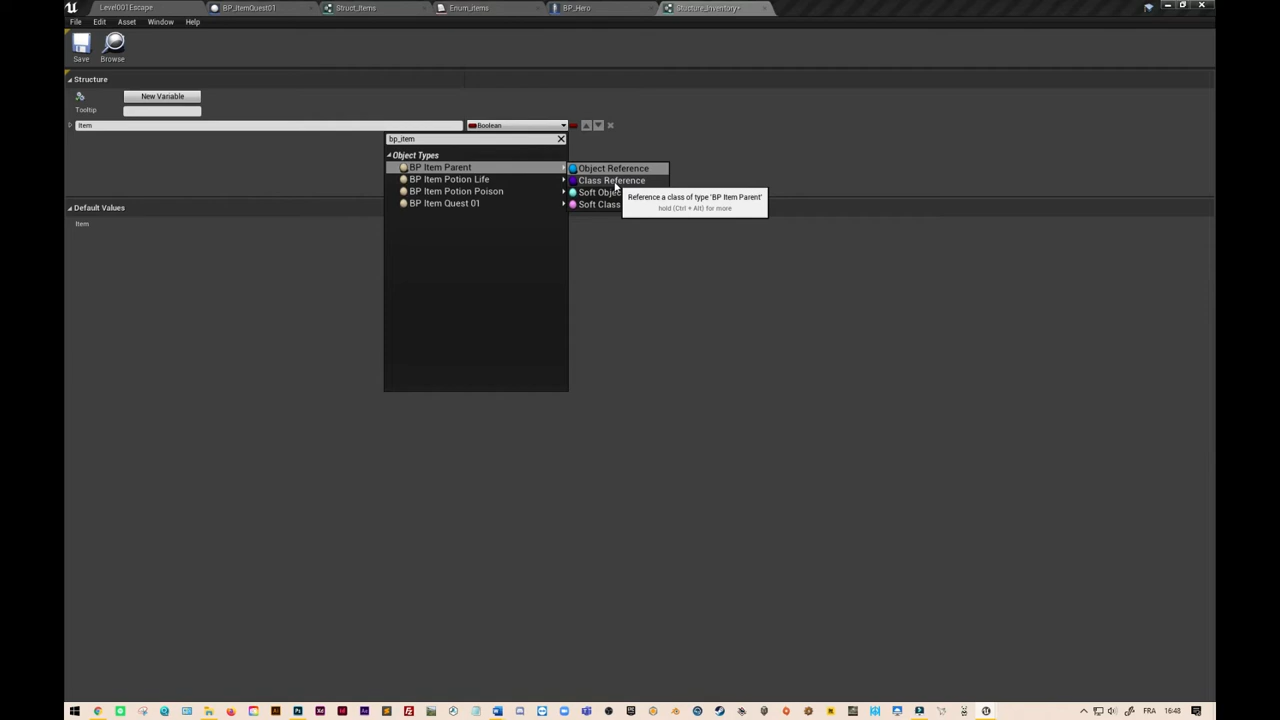 Level001Escape
BP_ItemQuest01
Struct_Items
Enum_items
BP_Hero
Stucture_Inventory*
File
Edit
Asset
Window
Help
Save
Browse
Structure
New Variable
Tooltip
Item
Boolean
bp_item
Object Types
BP Item Parent
Object Reference
BP Item Potion Life
Class Reference
BP Item Potion Poison
Soft Objec
BP Item Quest 01
Soft Class
Reference a class of type 'BP Item Parent'
hold (Ctrl + Alt) for more
Default Values
Item
FRA
16:48